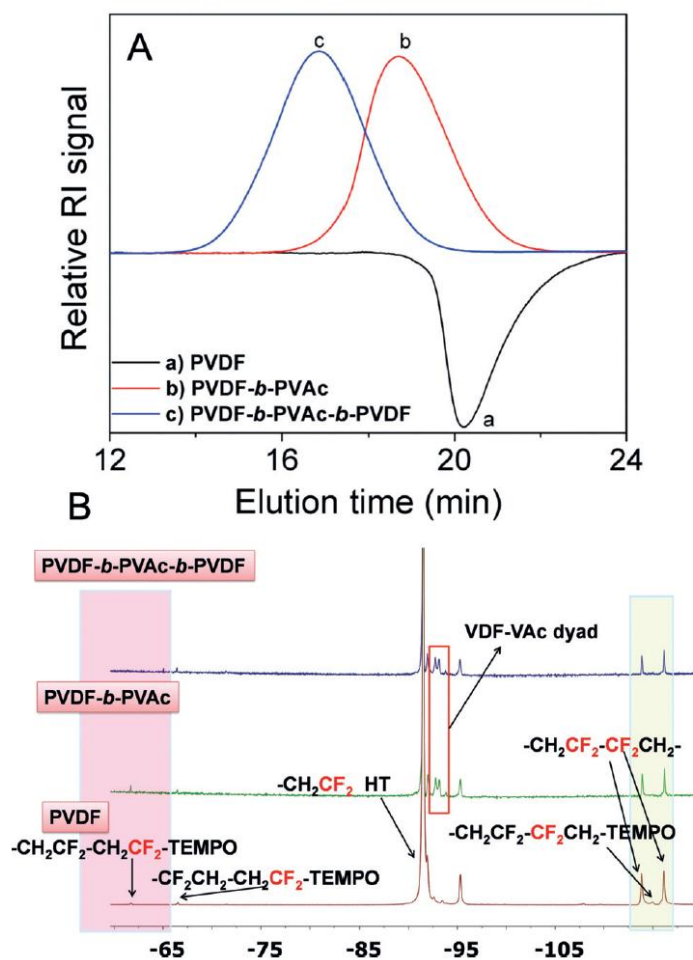 A
c
b
Relative RI signal
a) PVDF
b) PVDF-b-PVAc
c) PVDF-b-PVAc-b-PVDF
a
12 16 20 24
Elution time (min)
B
PVDF-b-PVAc-b-PVDF
VDF-VAc dyad
PVDF-b-PVAc
-CH₂CF₂-CF₂CH₂-
-CH₂CF₂ HT
PVDF
-CH₂CF₂-CH₂CF₂-TEMPO
-CH₂CF₂-CF₂CH₂-TEMPO
-CF₂CH₂-CH₂CF₂-TEMPO
-65 -75 -85 -95 -105